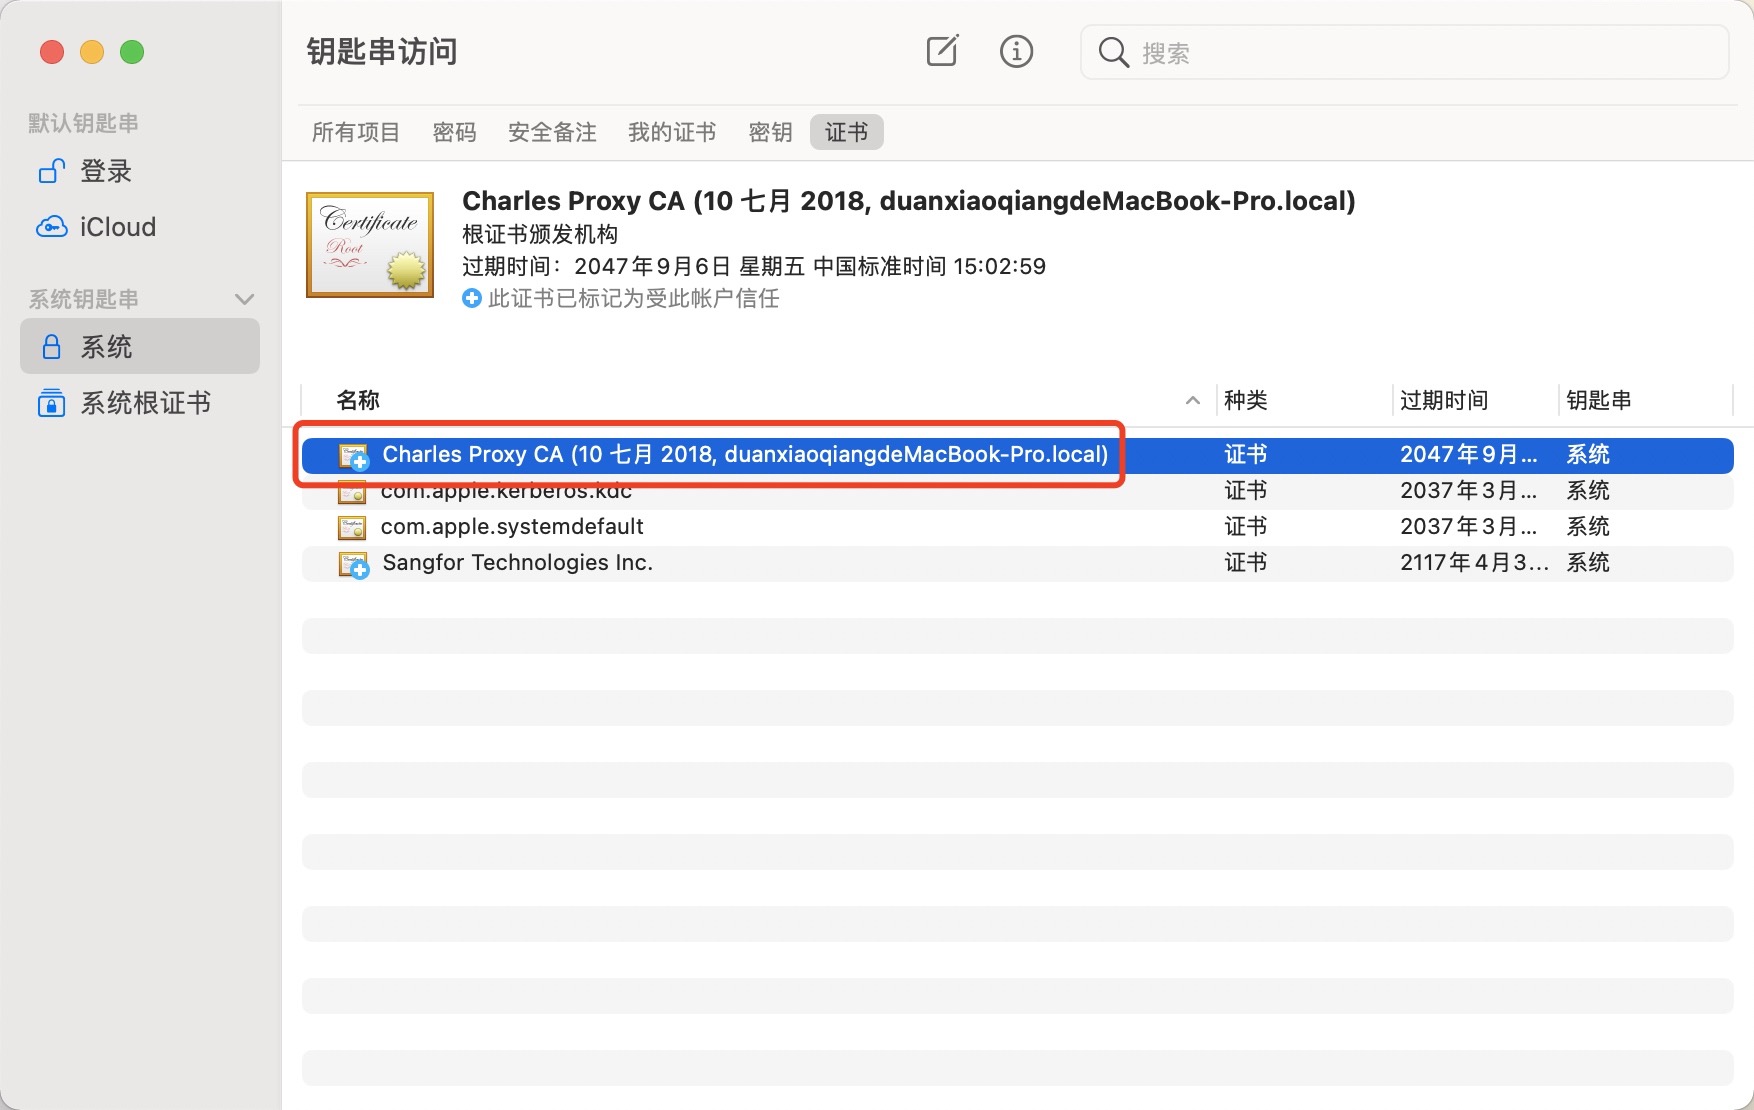 钥匙串访问
搜索
默认钥匙串
登录
iCloud
系统钥匙串
系统
系统根证书
所有项目 密码 安全备注 我的证书 密钥 证书
Certificate
Root
Charles Proxy CA (10 七月 2018, duanxiaoqiangdeMacBook-Pro.local)
根证书颁发机构
过期时间：2047年9月6日 星期五 中国标准时间 15:02:59
此证书已标记为受此帐户信任
名称 种类 过期时间 钥匙串
Charles Proxy CA (10 七月 2018, duanxiaoqiangdeMacBook-Pro.local) 证书 2047年9月... 系统
com.apple.kerberos.kdc 证书 2037年3月... 系统
com.apple.systemdefault 证书 2037年3月... 系统
Sangfor Technologies Inc. 证书 2117年4月3... 系统